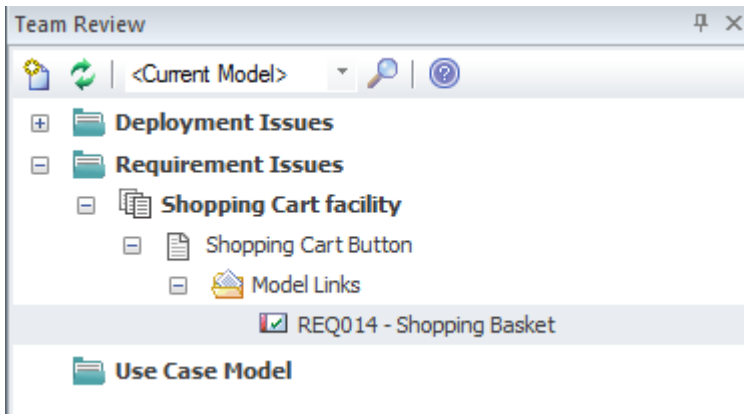 Team Review
<Current Model>
Deployment Issues
Requirement Issues
Shopping Cart facility
Shopping Cart Button
Model Links
REQ014 - Shopping Basket
Use Case Model